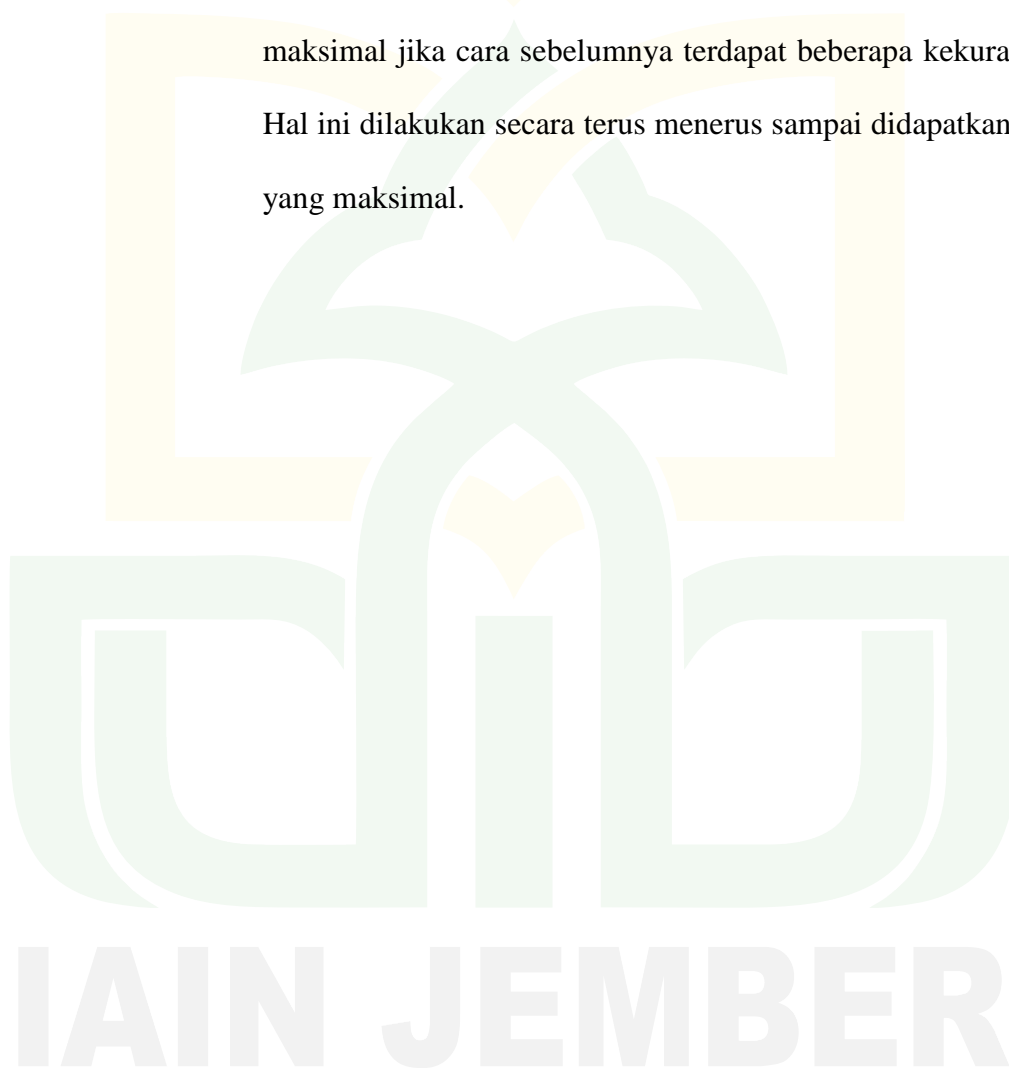 maksimal jika cara sebelumnya terdapat beberapa kekura
Hal ini dilakukan secara terus menerus sampai didapatkan
yang maksimal.
IAIN JEMBER